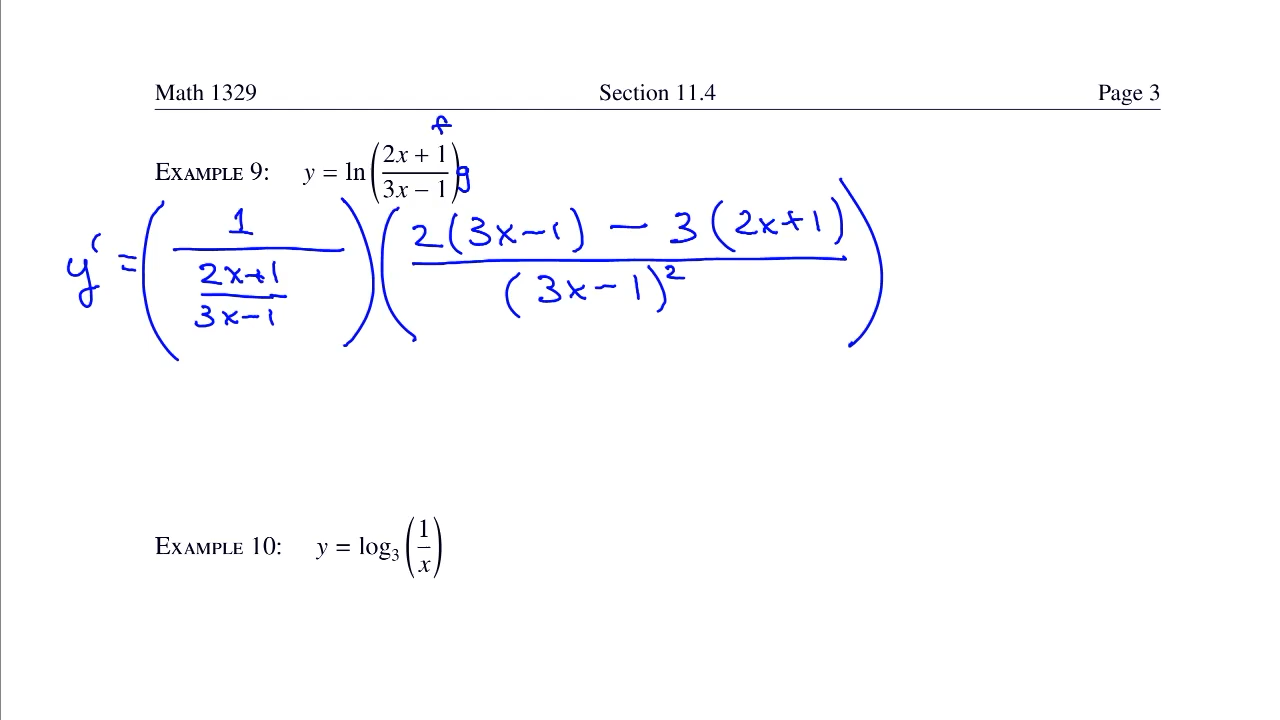 Math 1329 Section 11.4 Page 3
f
EXAMPLE 9: y = ln((2x + 1)/(3x − 1)) g
y' = (1/((2x+1)/(3x−1))) ((2(3x−1) − 3(2x+1))/(3x−1)²)
EXAMPLE 10: y = log₃(1/x)